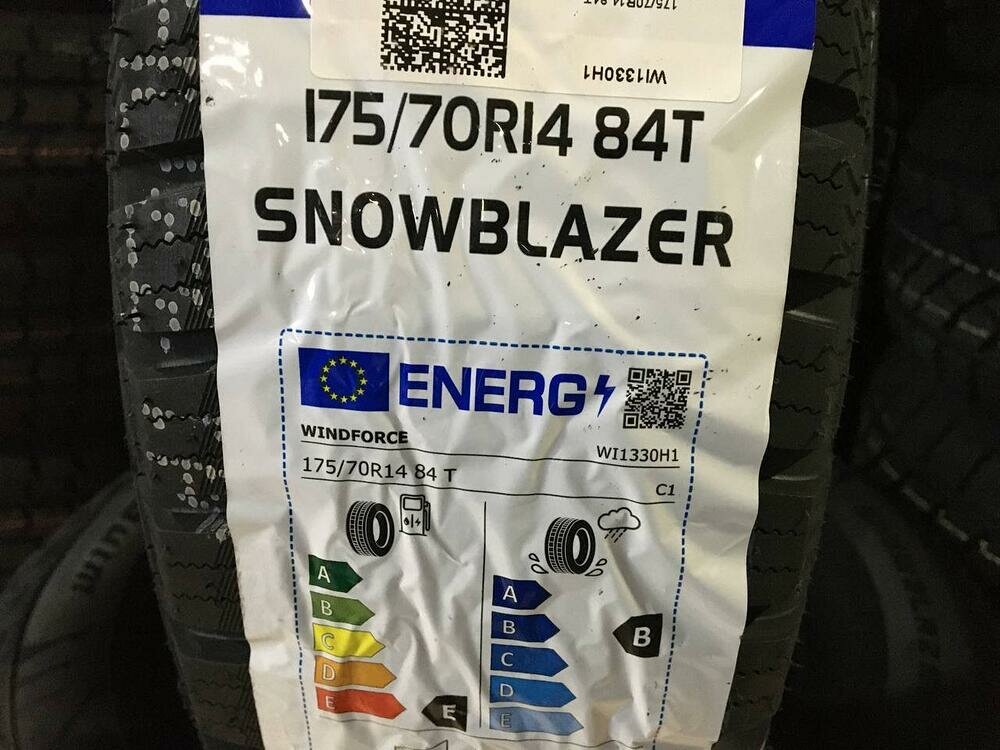 175/70R14 84T
WI1330H1
175/70R14 84T
SNOWBLAZER
ENERG
WINDFORCE
WI1330H1
175/70R14 84 T
C1
A
B
C
D
E
E
A
B
C
D
E
B